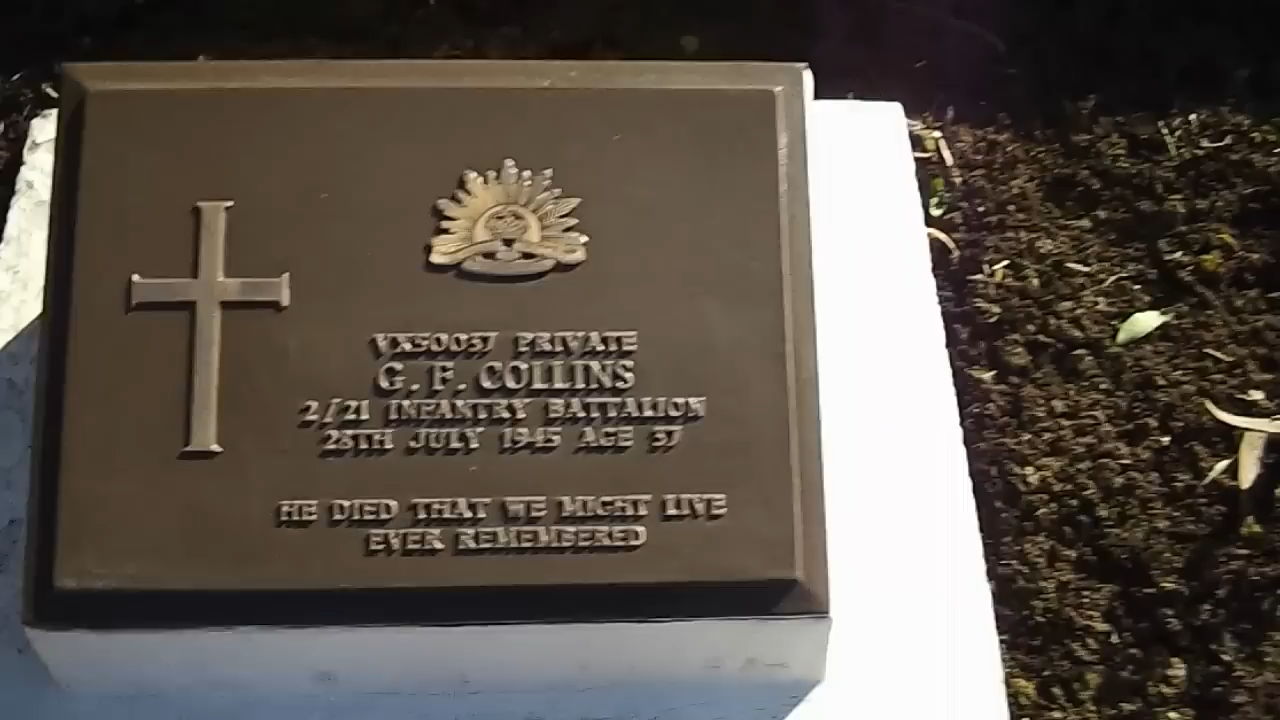 VX50037 PRIVATE
G. F. COLLINS
2/21 INFANTRY BATTALION
28TH JULY 1945 AGE 37
HE DIED THAT WE MIGHT LIVE
EVER REMEMBERED